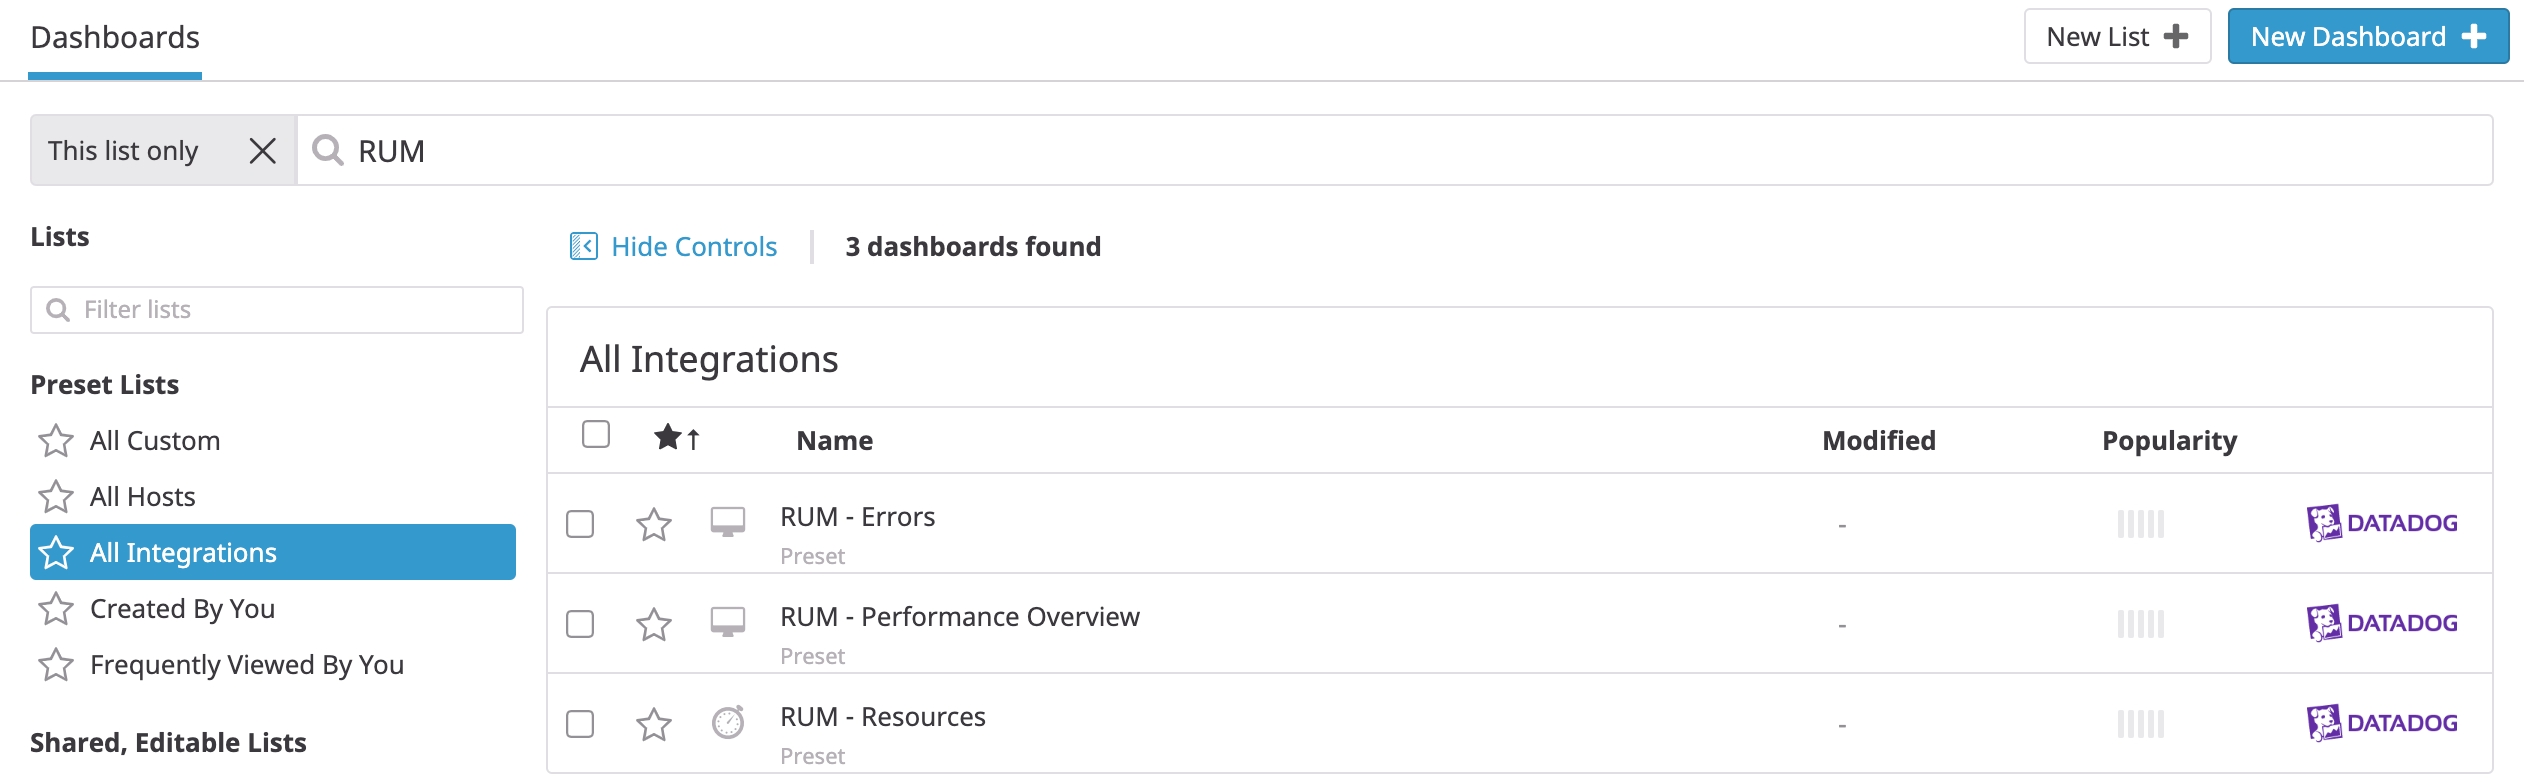 Dashboards
New List
New Dashboard
This list only
RUM
Lists
Hide Controls
3 dashboards found
Filter lists
All Integrations
Preset Lists
Name
Modified
Popularity
All Custom
All Hosts
All Integrations
Created By You
Frequently Viewed By You
Shared, Editable Lists
RUM - Errors
Preset
-
DATADOG
RUM - Performance Overview
Preset
-
DATADOG
RUM - Resources
Preset
-
DATADOG